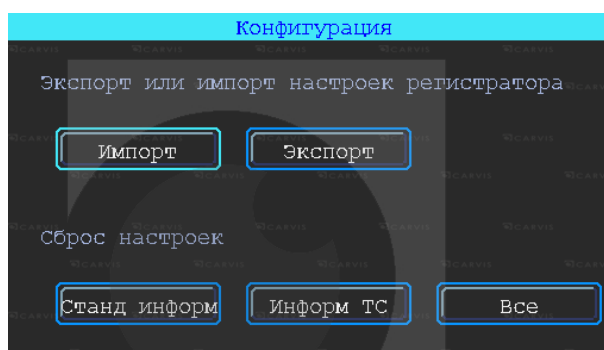 Конфигурация
Экспорт или импорт настроек регистратора
Импорт Экспорт
Сброс настроек
Станд информ Информ ТС Все